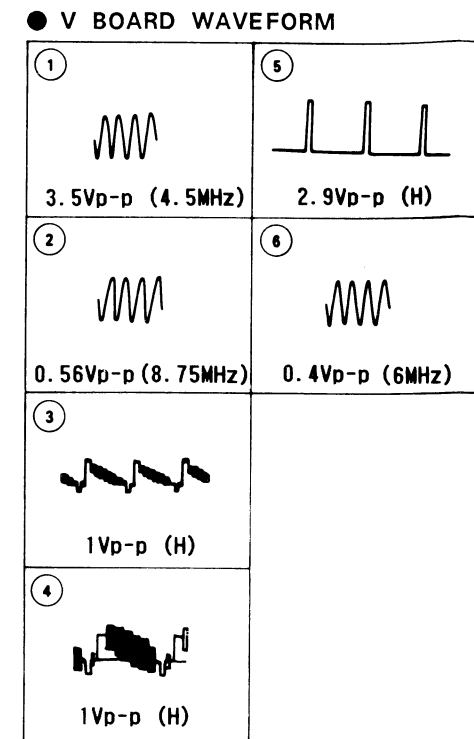 ● V BOARD WAVEFORM
1
3.5Vp-p (4.5MHz)
5
2.9Vp-p (H)
2
0.56Vp-p (8.75MHz)
6
0.4Vp-p (6MHz)
3
1Vp-p (H)
4
1Vp-p (H)